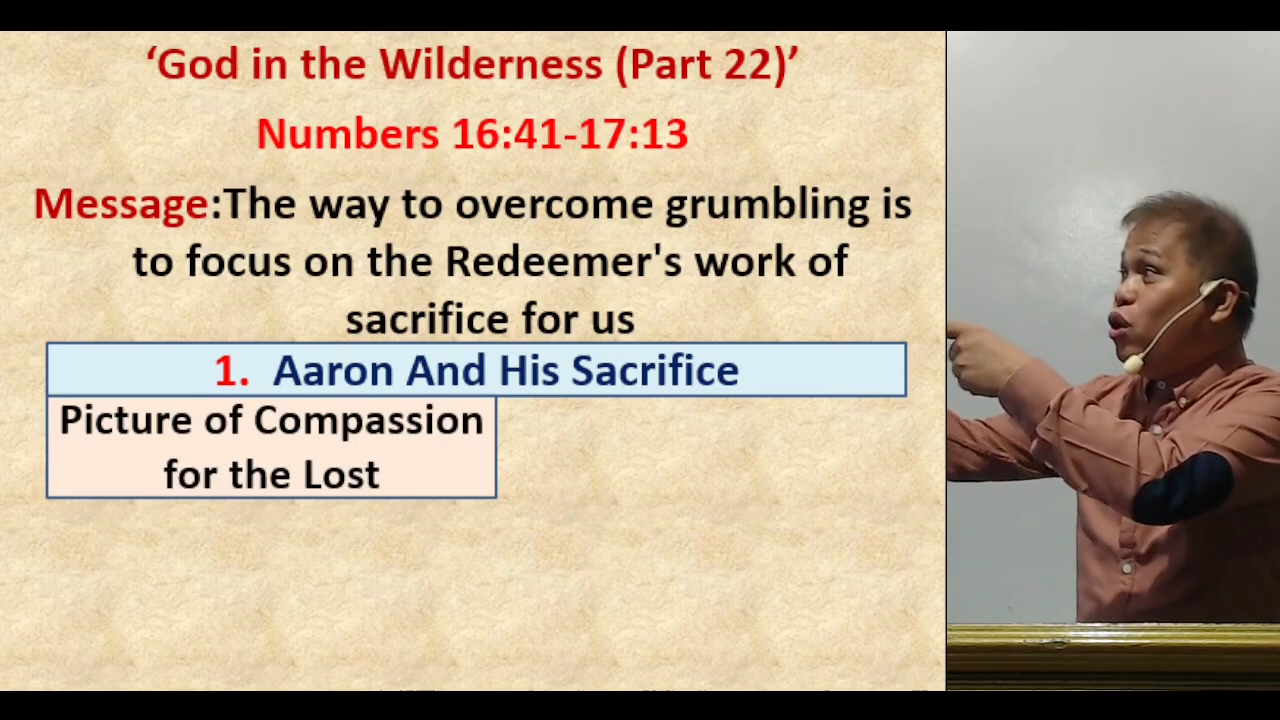 ‘God in the Wilderness (Part 22)’
Numbers 16:41-17:13
Message:The way to overcome grumbling is
to focus on the Redeemer's work of
sacrifice for us
1. Aaron And His Sacrifice
Picture of Compassion
for the Lost